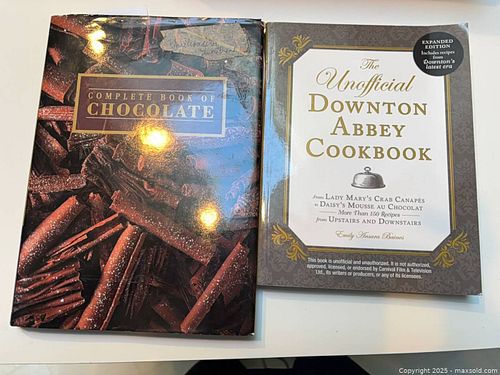 COMPLETE BOOK OF
CHOCOLATE
EXPANDED
EDITION
Includes recipes
from
Downton's
latest era
The
Unofficial
DOWNTON
ABBEY
COOKBOOK
FROM LADY MARY'S CRAB CANAPÉS
TO DAISY'S MOUSSE AU CHOCOLAT
More Than 150 Recipes
from UPSTAIRS AND DOWNSTAIRS
Emily Ansara Baines
This book is unofficial and unauthorized. It is not authorized,
approved, licensed, or endorsed by Carnival Film & Television
Ltd., its writers or producers, or any of its licensees.
Copyright 2025 - maxsold.com